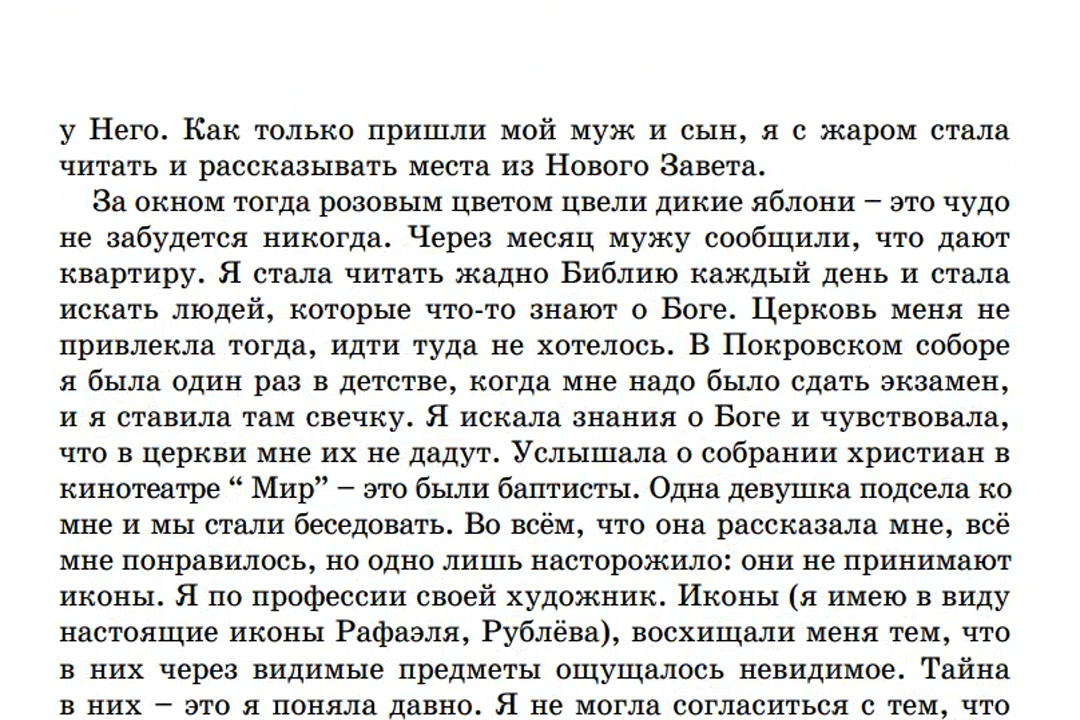 у Него. Как только пришли мой муж и сын, я с жаром стала
читать и рассказывать места из Нового Завета.
За окном тогда розовым цветом цвели дикие яблони – это чудо
не забудется никогда. Через месяц мужу сообщили, что дают
квартиру. Я стала читать жадно Библию каждый день и стала
искать людей, которые что-то знают о Боге. Церковь меня не
привлекла тогда, идти туда не хотелось. В Покровском соборе
я была один раз в детстве, когда мне надо было сдать экзамен,
и я ставила там свечку. Я искала знания о Боге и чувствовала,
что в церкви мне их не дадут. Услышала о собрании христиан в
кинотеатре “ Мир” – это были баптисты. Одна девушка подсела ко
мне и мы стали беседовать. Во всём, что она рассказала мне, всё
мне понравилось, но одно лишь насторожило: они не принимают
иконы. Я по профессии своей художник. Иконы (я имею в виду
настоящие иконы Рафаэля, Рублёва), восхищали меня тем, что
в них через видимые предметы ощущалось невидимое. Тайна
в них – это я поняла давно. Я не могла согласиться с тем, что